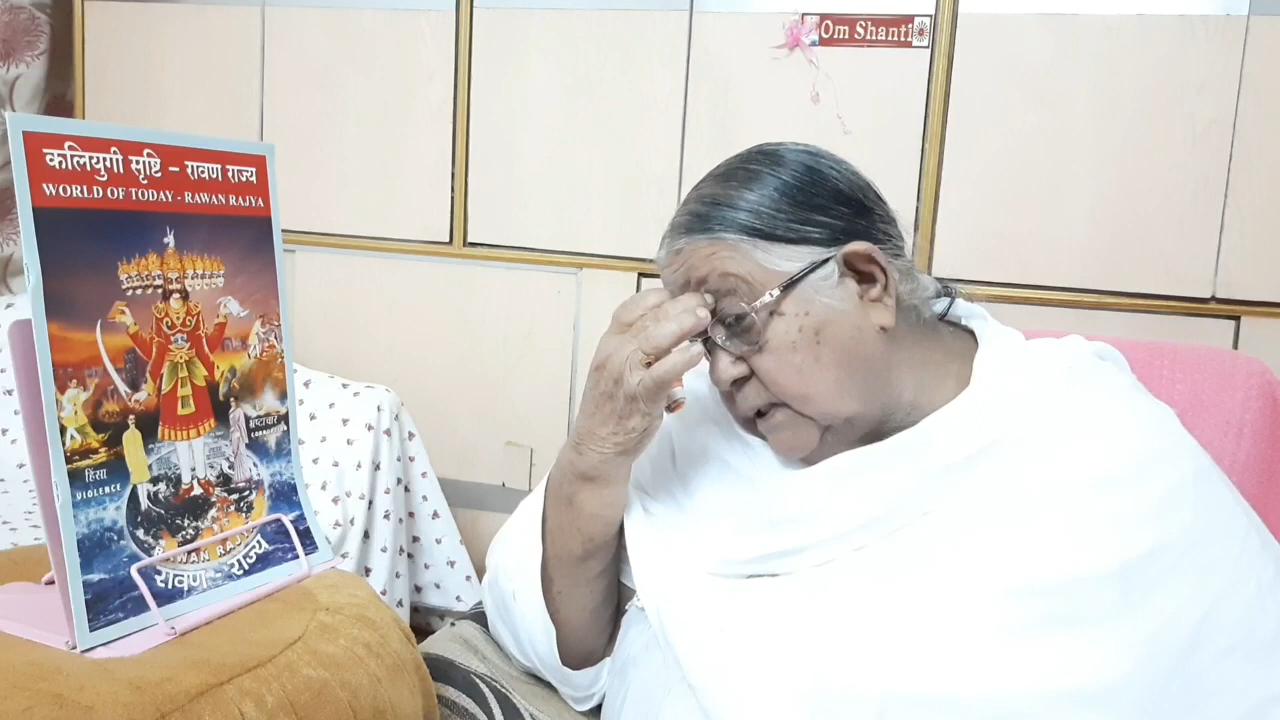 Om Shanti
कलियुगी सृष्टि – रावण राज्य
WORLD OF TODAY - RAWAN RAJYA
भ्रष्टाचार
CORRUPTION
हिंसा
VIOLENCE
RAWAN RAJYA
रावण - राज्य